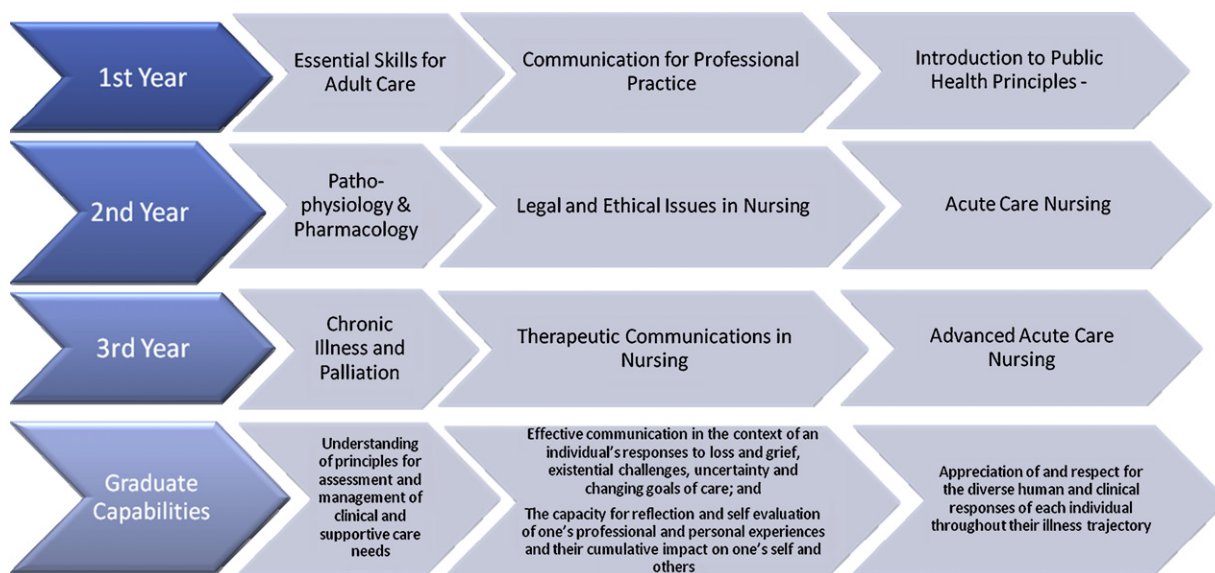 1st Year
Essential Skills for
Adult Care
Communication for Professional
Practice
Introduction to Public
Health Principles -
2nd Year
Patho-
physiology &
Pharmacology
Legal and Ethical Issues in Nursing
Acute Care Nursing
3rd Year
Chronic
Illness and
Palliation
Therapeutic Communications in
Nursing
Advanced Acute Care
Nursing
Graduate
Capabilities
Understanding
of principles for
assessment and
management of
clinical and
supportive care
needs
Effective communication in the context of an
individual's responses to loss and grief,
existential challenges, uncertainty and
changing goals of care; and
The capacity for reflection and self evaluation
of one's professional and personal experiences
and their cumulative impact on one's self and
others
Appreciation of and respect for
the diverse human and clinical
responses of each individual
throughout their illness trajectory